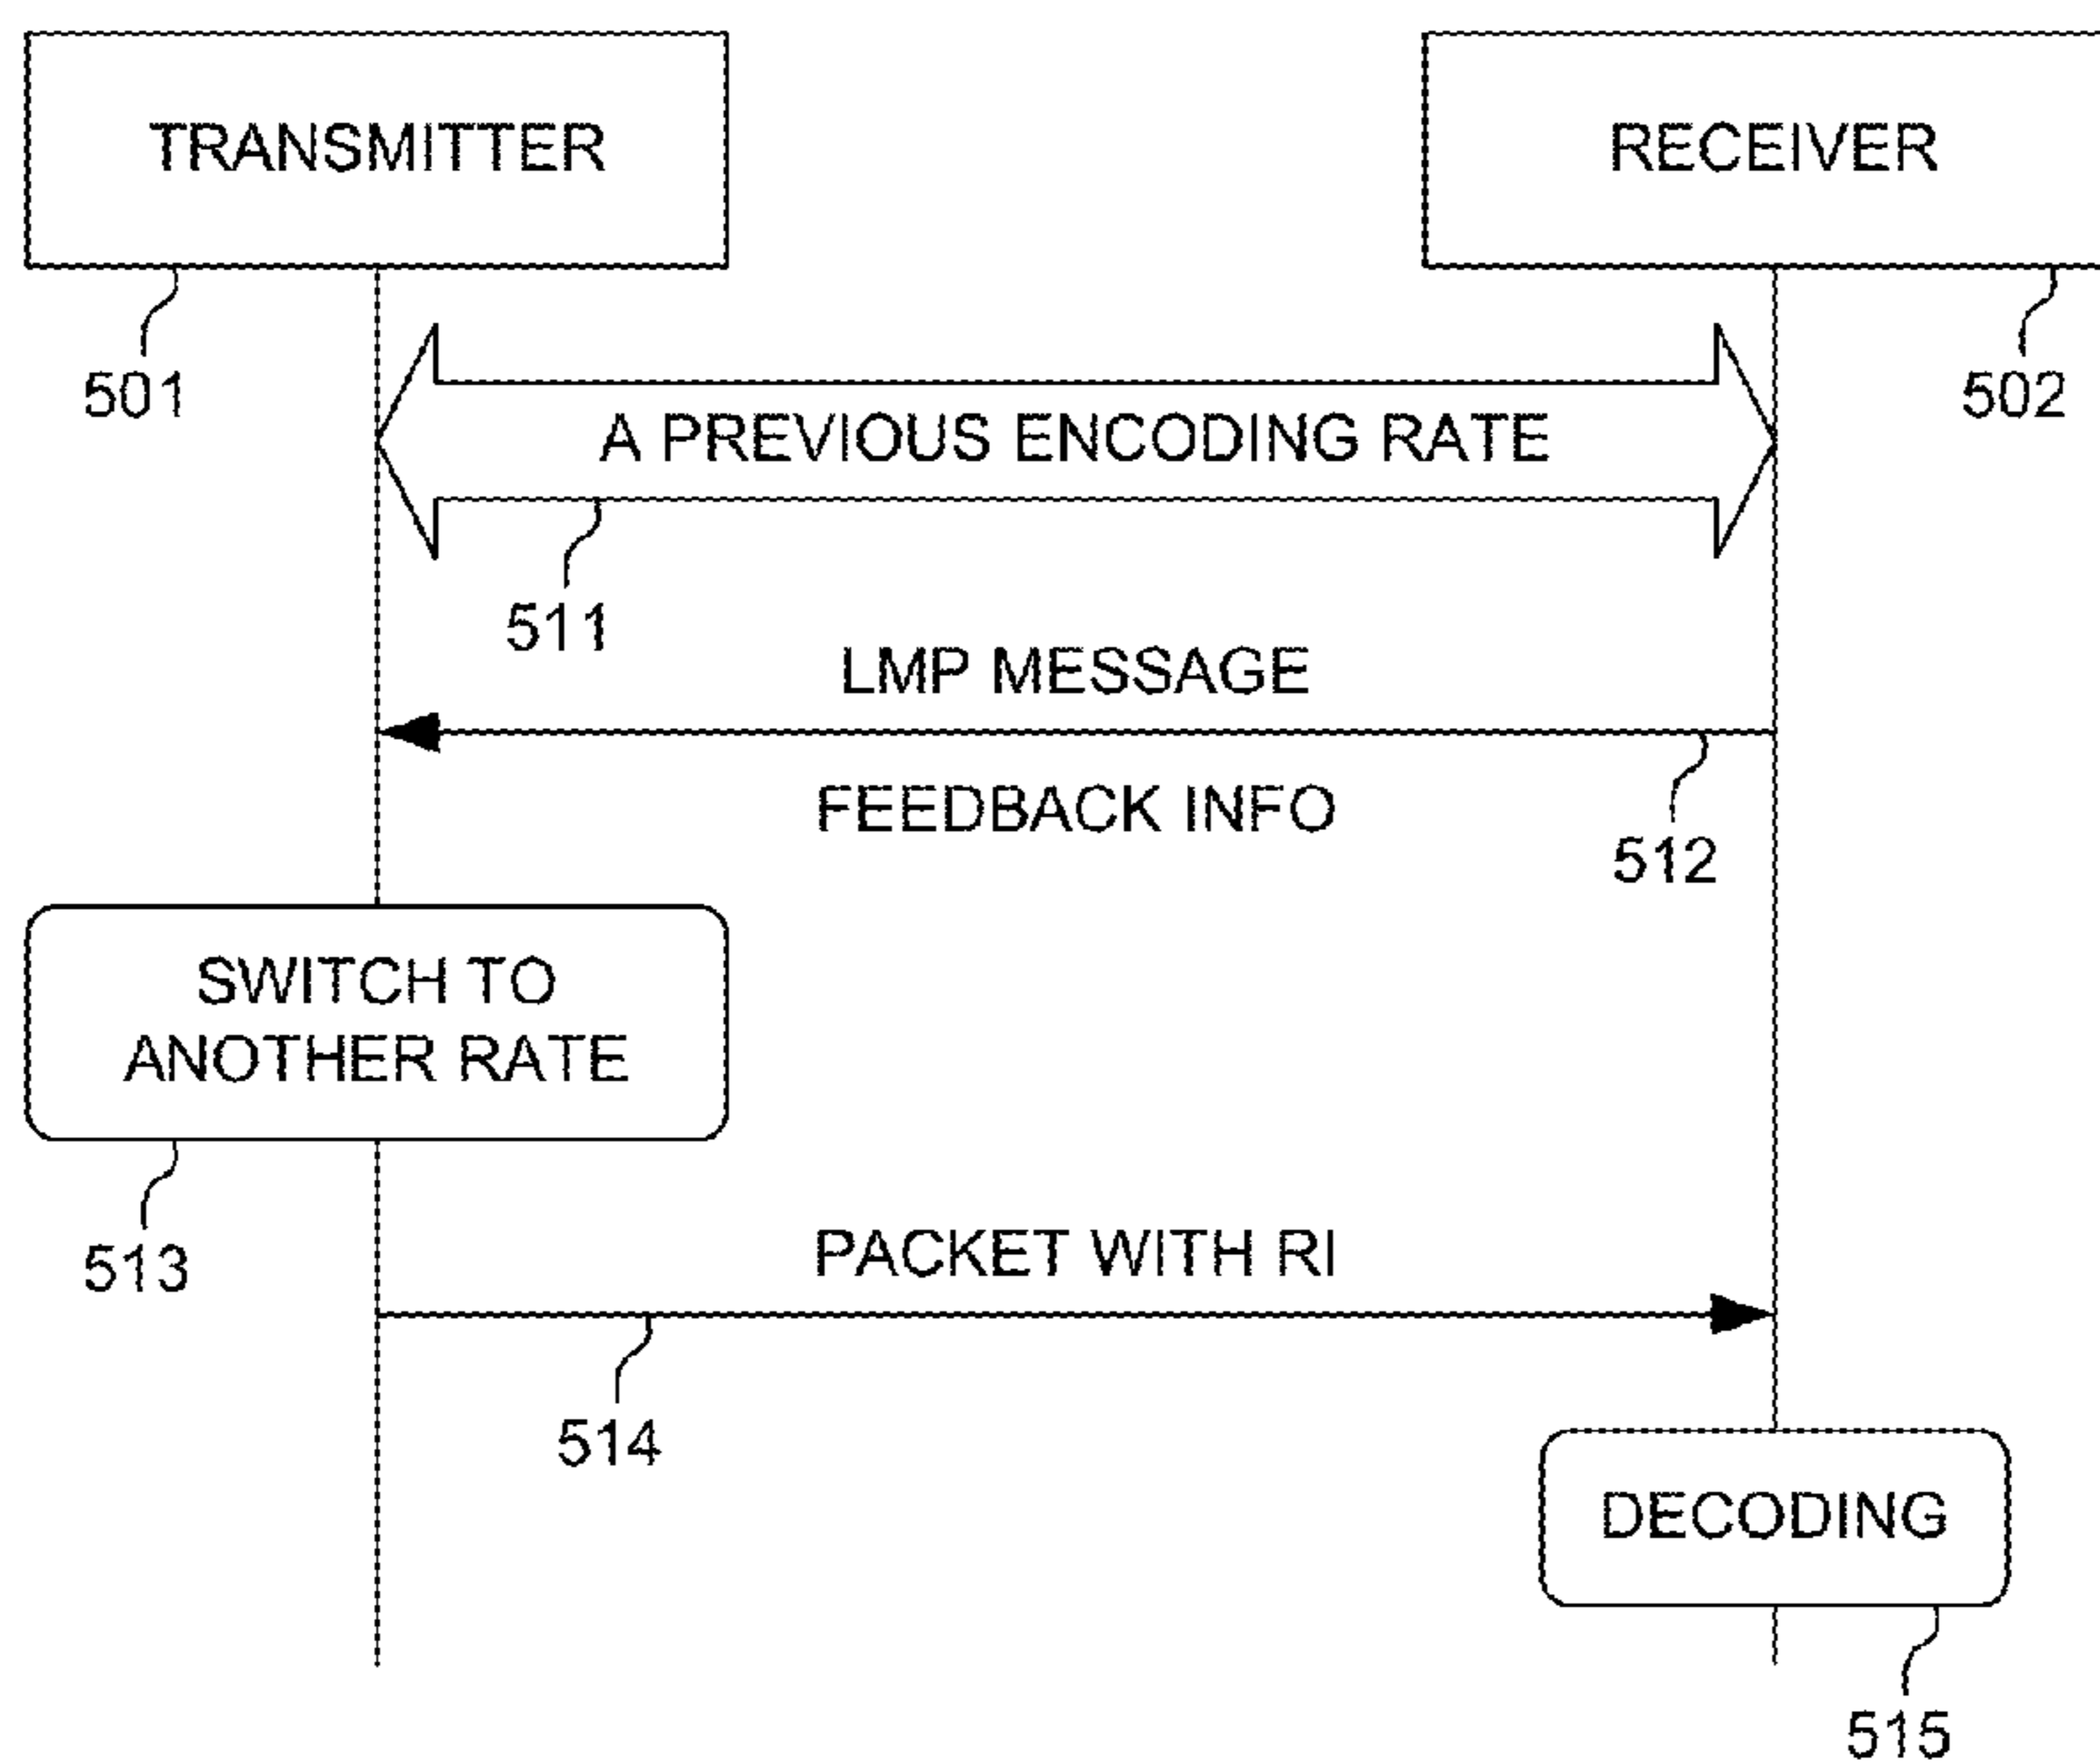 TRANSMITTER
RECEIVER
501
502
A PREVIOUS ENCODING RATE
511
LMP MESSAGE
FEEDBACK INFO
512
SWITCH TO
ANOTHER RATE
513
PACKET WITH RI
514
DECODING
515